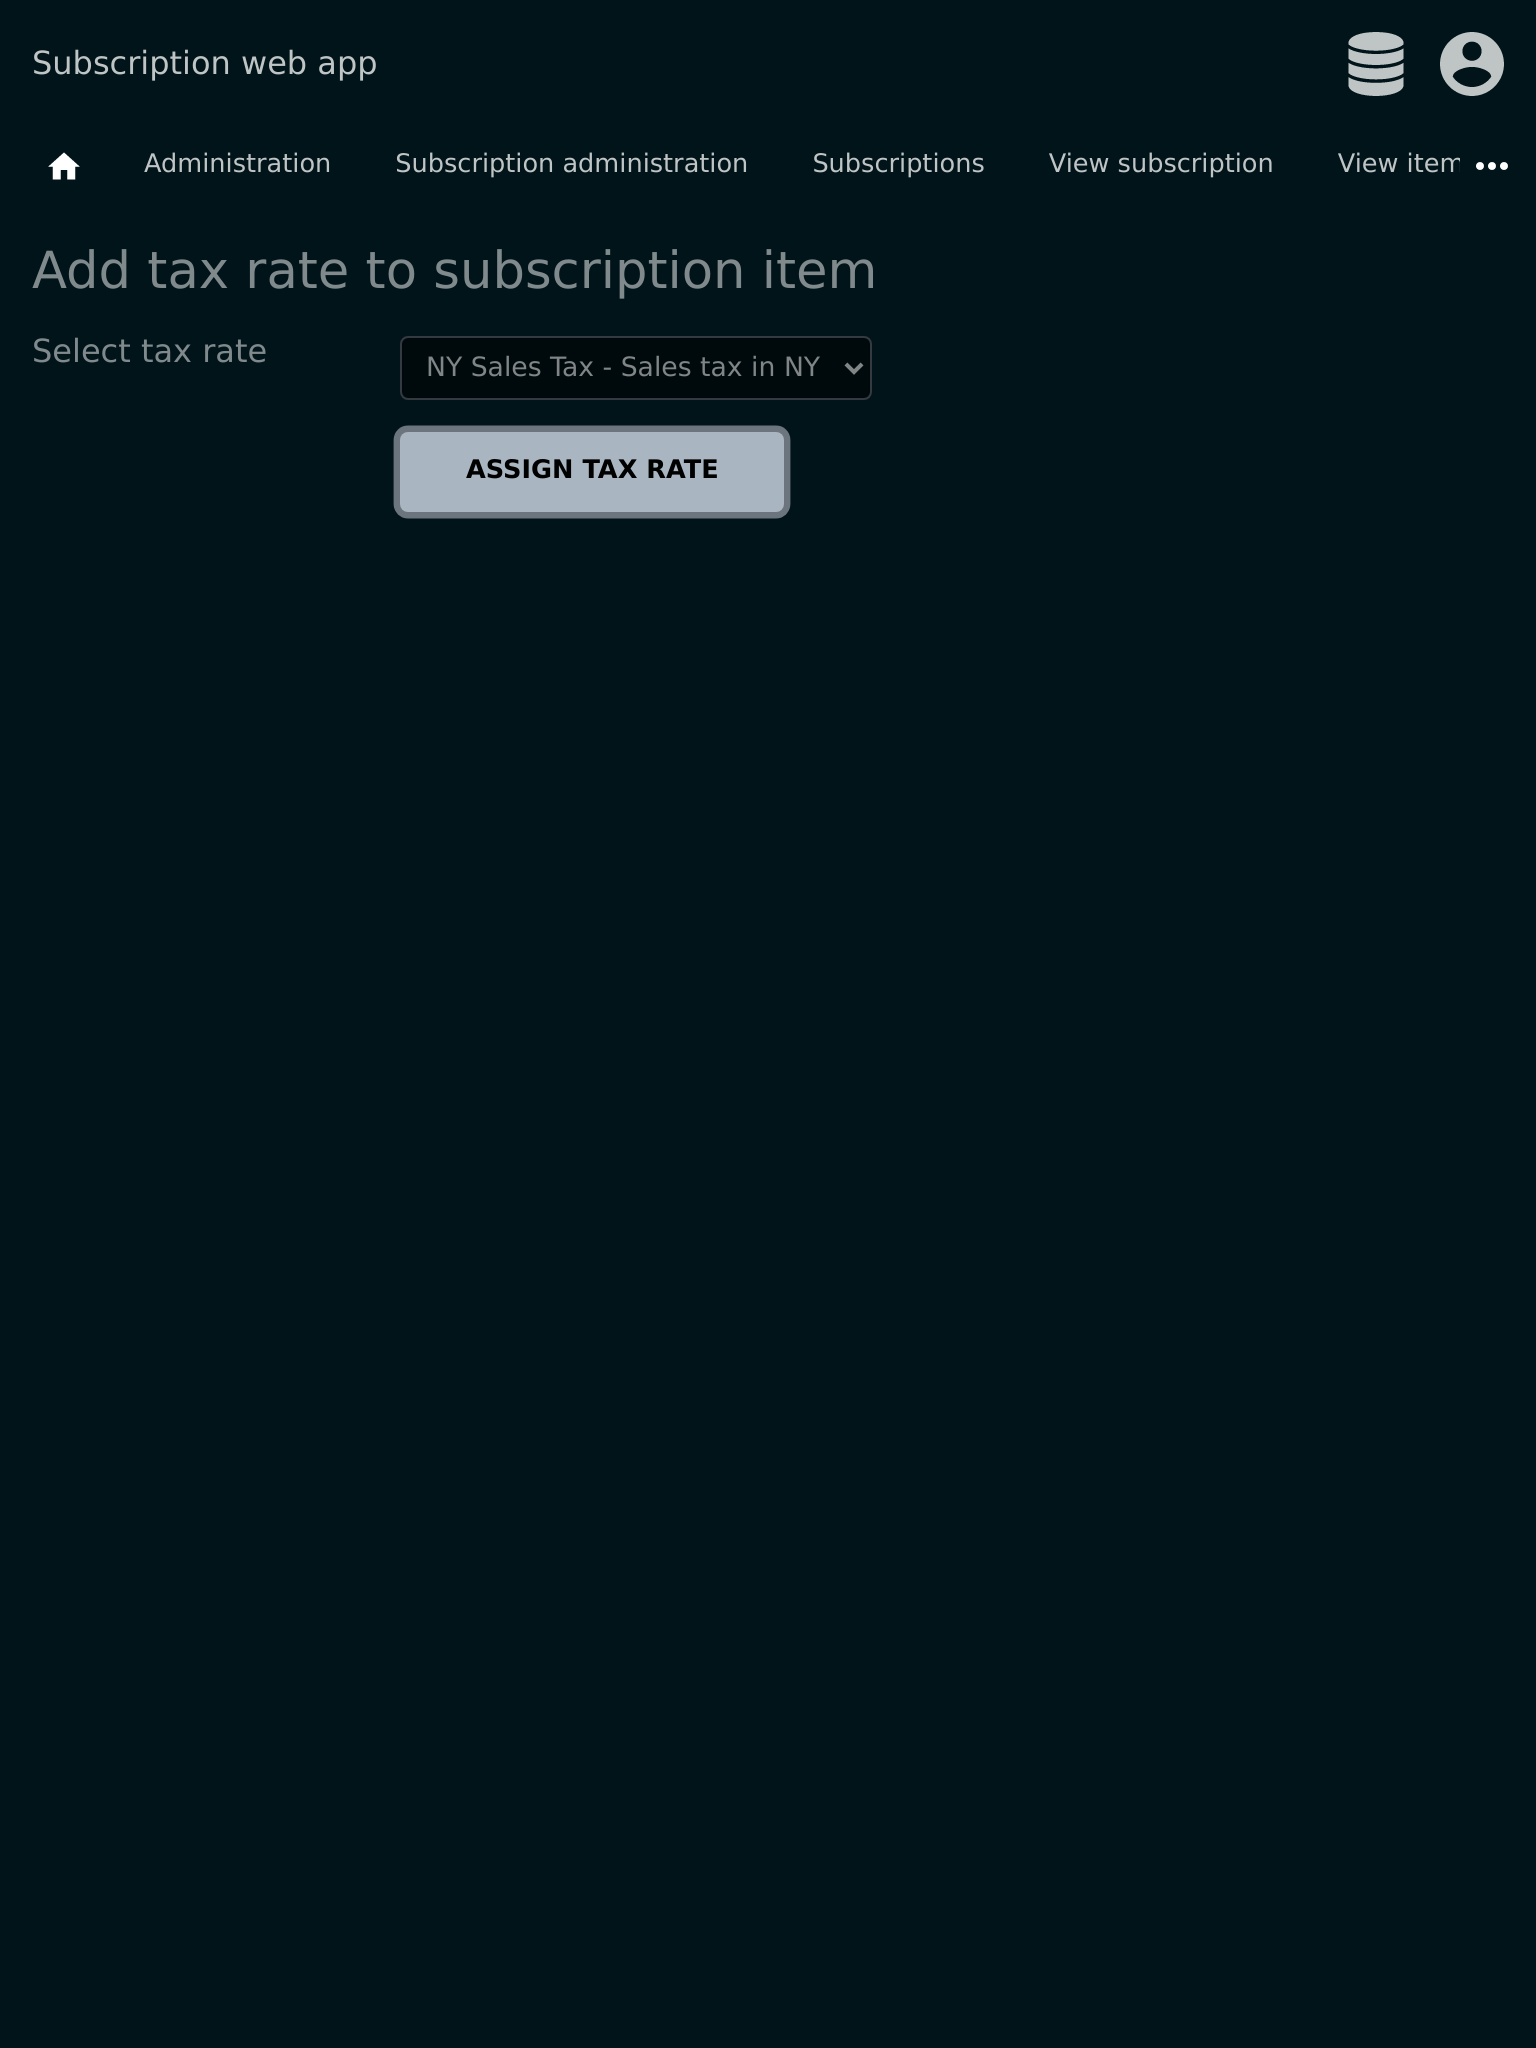 Subscription web app
Administration Subscription administration Subscriptions View subscription View item
Add tax rate to subscription item
Select tax rate
NY Sales Tax - Sales tax in NY
ASSIGN TAX RATE